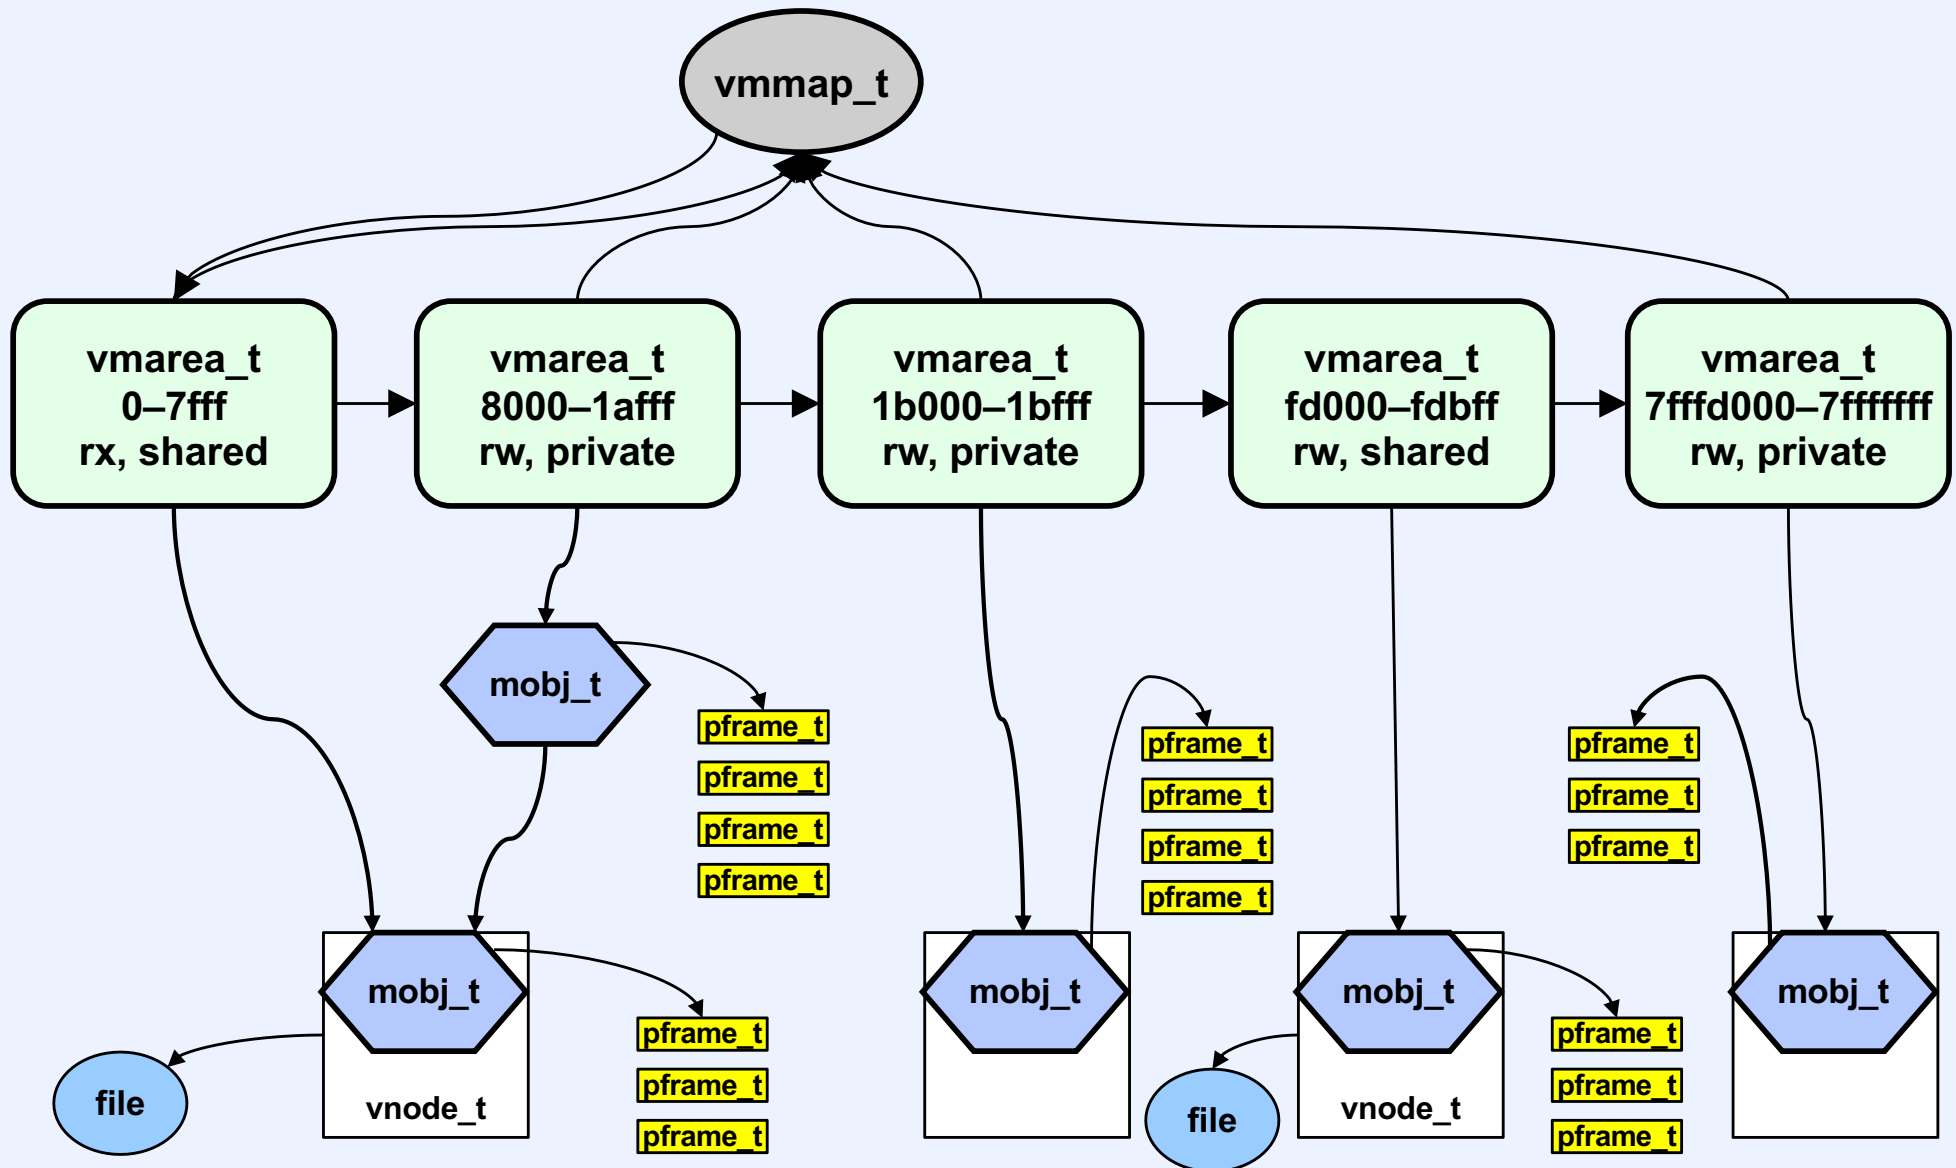 vmmap_t
vmarea_t
0–7fff
rx, shared
vmarea_t
8000–1afff
rw, private
vmarea_t
1b000–1bfff
rw, private
vmarea_t
fd000–fdbff
rw, shared
vmarea_t
7fffd000–7fffffff
rw, private
mobj_t
pframe_t
pframe_t
pframe_t
pframe_t
pframe_t
pframe_t
pframe_t
pframe_t
pframe_t
pframe_t
pframe_t
mobj_t
vnode_t
file
pframe_t
pframe_t
pframe_t
mobj_t
mobj_t
vnode_t
file
pframe_t
pframe_t
pframe_t
mobj_t